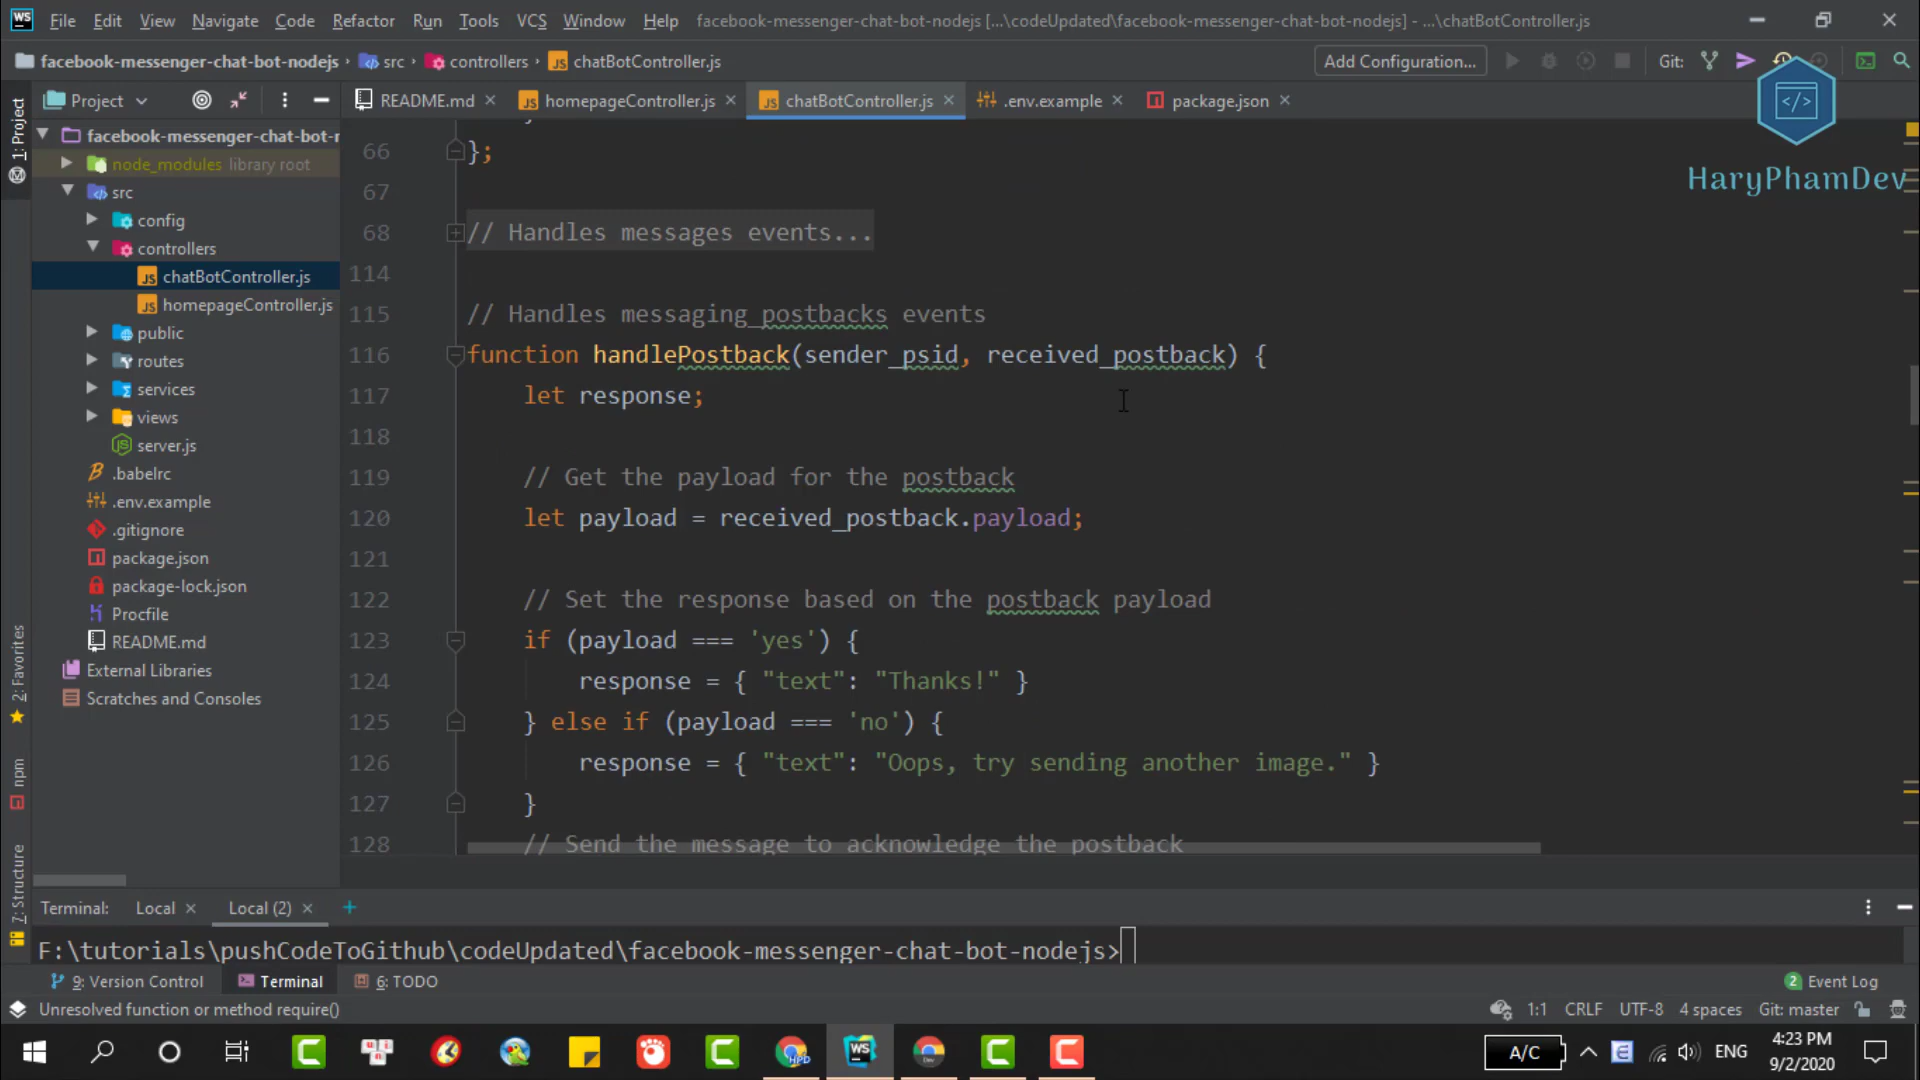 WS File Edit View Navigate Code Refactor Run Tools VCS Window Help facebook-messenger-chat-bot-nodejs [...\codeUpdated\facebook-messenger-chat-bot-nodejs] - ...\chatBotController.js
facebook-messenger-chat-bot-nodejs › src › controllers › chatBotController.js Add Configuration... Git:
Project README.md homepageController.js chatBotController.js .env.example package.json
</>
HaryPhamDev
1: Project
2: Favorites
npm
7: Structure
facebook-messenger-chat-bot-r
node_modules library root
src
config
controllers
chatBotController.js
homepageController.js
public
routes
services
views
server.js
.babelrc
.env.example
.gitignore
package.json
package-lock.json
Procfile
README.md
External Libraries
Scratches and Consoles
66 };
67
68 // Handles messages events...
114
115 // Handles messaging_postbacks events
116 function handlePostback(sender_psid, received_postback) {
117 let response;
118
119 // Get the payload for the postback
120 let payload = received_postback.payload;
121
122 // Set the response based on the postback payload
123 if (payload === 'yes') {
124 response = { "text": "Thanks!" }
125 } else if (payload === 'no') {
126 response = { "text": "Oops, try sending another image." }
127 }
128 // Send the message to acknowledge the postback
Terminal: Local Local (2) +
F:\tutorials\pushCodeToGithub\codeUpdated\facebook-messenger-chat-bot-nodejs>
9: Version Control Terminal 6: TODO 2 Event Log
Unresolved function or method require() 1:1 CRLF UTF-8 4 spaces Git: master
A/C ENG 4:23 PM
9/2/2020